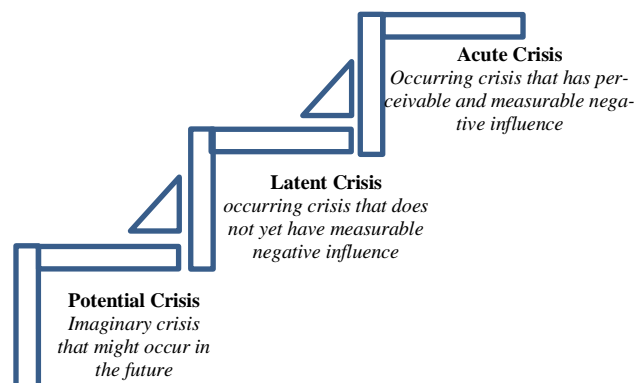 Acute Crisis
Occurring crisis that has per-
ceivable and measurable nega-
tive influence
Latent Crisis
occurring crisis that does
not yet have measurable
negative influence
Potential Crisis
Imaginary crisis
that might occur in
the future